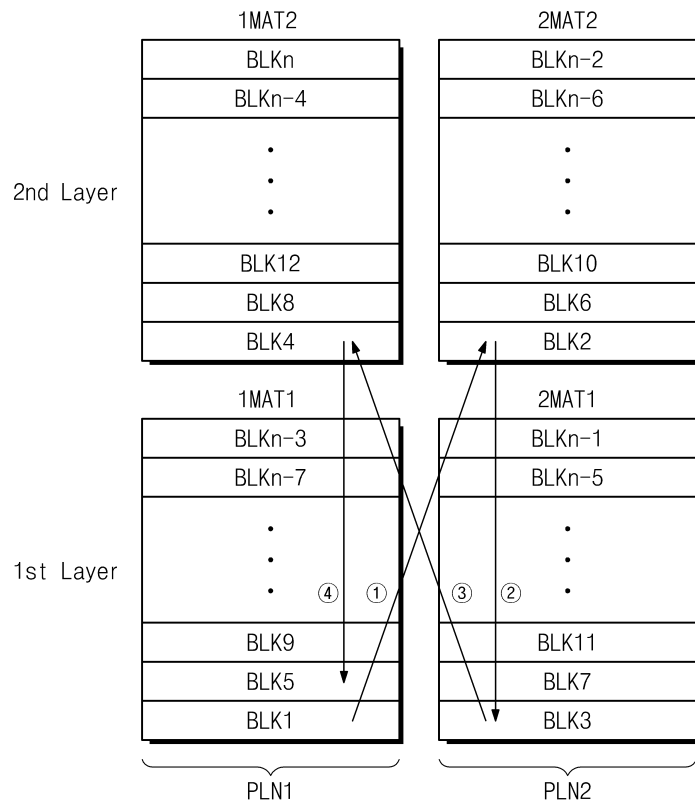 1MAT2 2MAT2
BLKn BLKn-2
BLKn-4 BLKn-6
2nd Layer
BLK12 BLK10
BLK8 BLK6
BLK4 BLK2
1MAT1 2MAT1
BLKn-3 BLKn-1
BLKn-7 BLKn-5
1st Layer
④ ① ③ ②
BLK9 BLK11
BLK5 BLK7
BLK1 BLK3
PLN1 PLN2